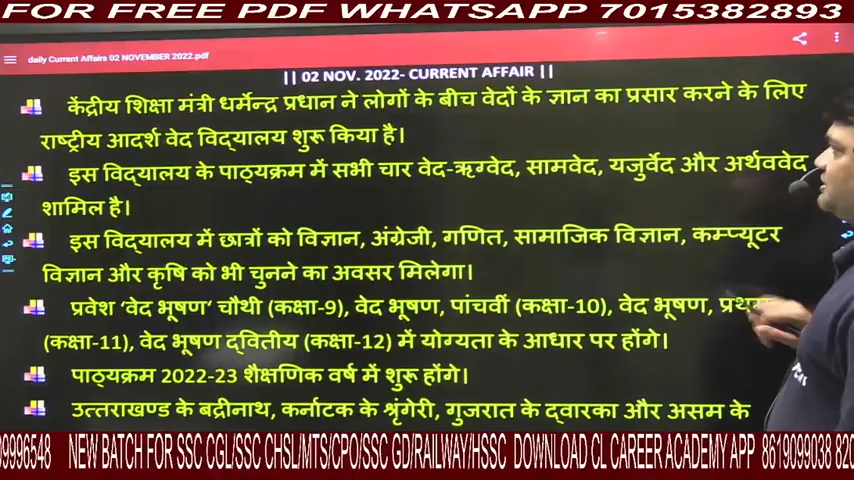 FOR FREE PDF WHATSAPP 7015382893
daily Current Affairs 02 NOVEMBER 2022.pdf
|| 02 NOV. 2022- CURRENT AFFAIR ||
केंद्रीय शिक्षा मंत्री धर्मेन्द्र प्रधान ने लोगों के बीच वेदों के ज्ञान का प्रसार करने के लिए
राष्ट्रीय आदर्श वेद विद्यालय शुरू किया है।
इस विद्यालय के पाठ्यक्रम में सभी चार वेद-ऋग्वेद, सामवेद, यजुर्वेद और अर्थववेद
शामिल है।
इस विद्यालय में छात्रों को विज्ञान, अंग्रेजी, गणित, सामाजिक विज्ञान, कम्प्यूटर
विज्ञान और कृषि को भी चुनने का अवसर मिलेगा।
प्रवेश ‘वेद भूषण‘ चौथी (कक्षा-9), वेद भूषण, पांचवीं (कक्षा-10), वेद भूषण,
(कक्षा-11), वेद भूषण द्वितीय (कक्षा-12) में योग्यता के आधार पर होंगे।
पाठ्यक्रम 2022-23 शैक्षणिक वर्ष में शुरू होंगे।
उत्तराखण्ड के बद्रीनाथ, कर्नाटक के श्रृंगेरी, गुजरात के द्वारका और असम के
99996548 NEW BATCH FOR SSC CGL/SSC CHSL/MTS/CPO/SSC GD/RAILWAY/HSSC DOWNLOAD CL CAREER ACADEMY APP 8619099038 820